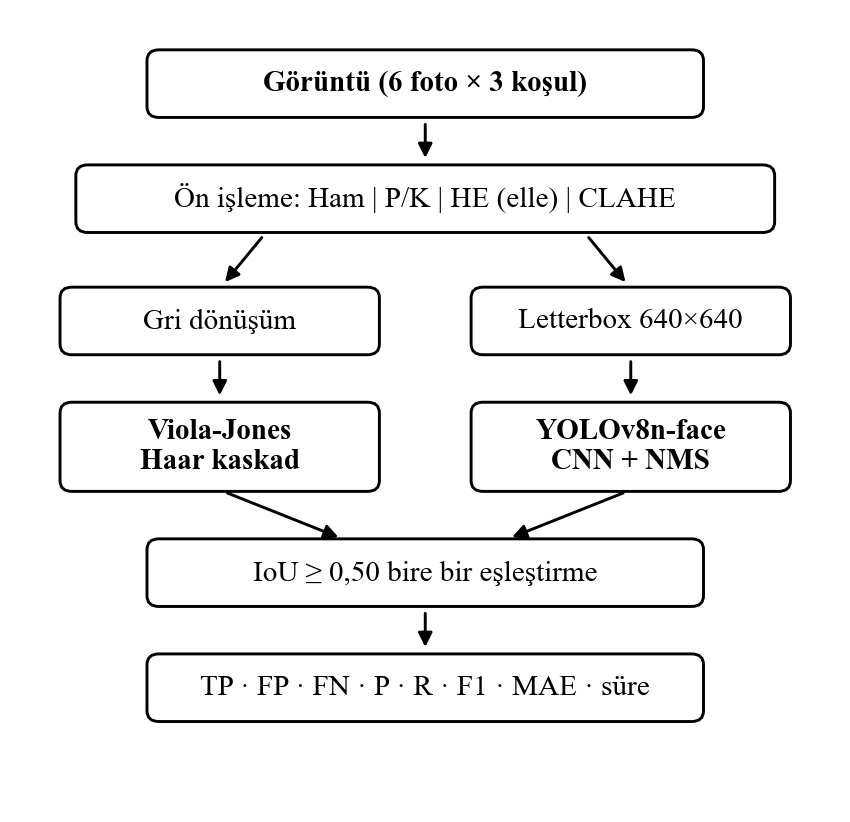 Görüntü (6 foto × 3 koşul)
Ön işleme: Ham | P/K | HE (elle) | CLAHE
Gri dönüşüm
Letterbox 640×640
Viola-Jones
Haar kaskad
YOLOv8n-face
CNN + NMS
IoU ≥ 0,50 bire bir eşleştirme
TP · FP · FN · P · R · F1 · MAE · süre